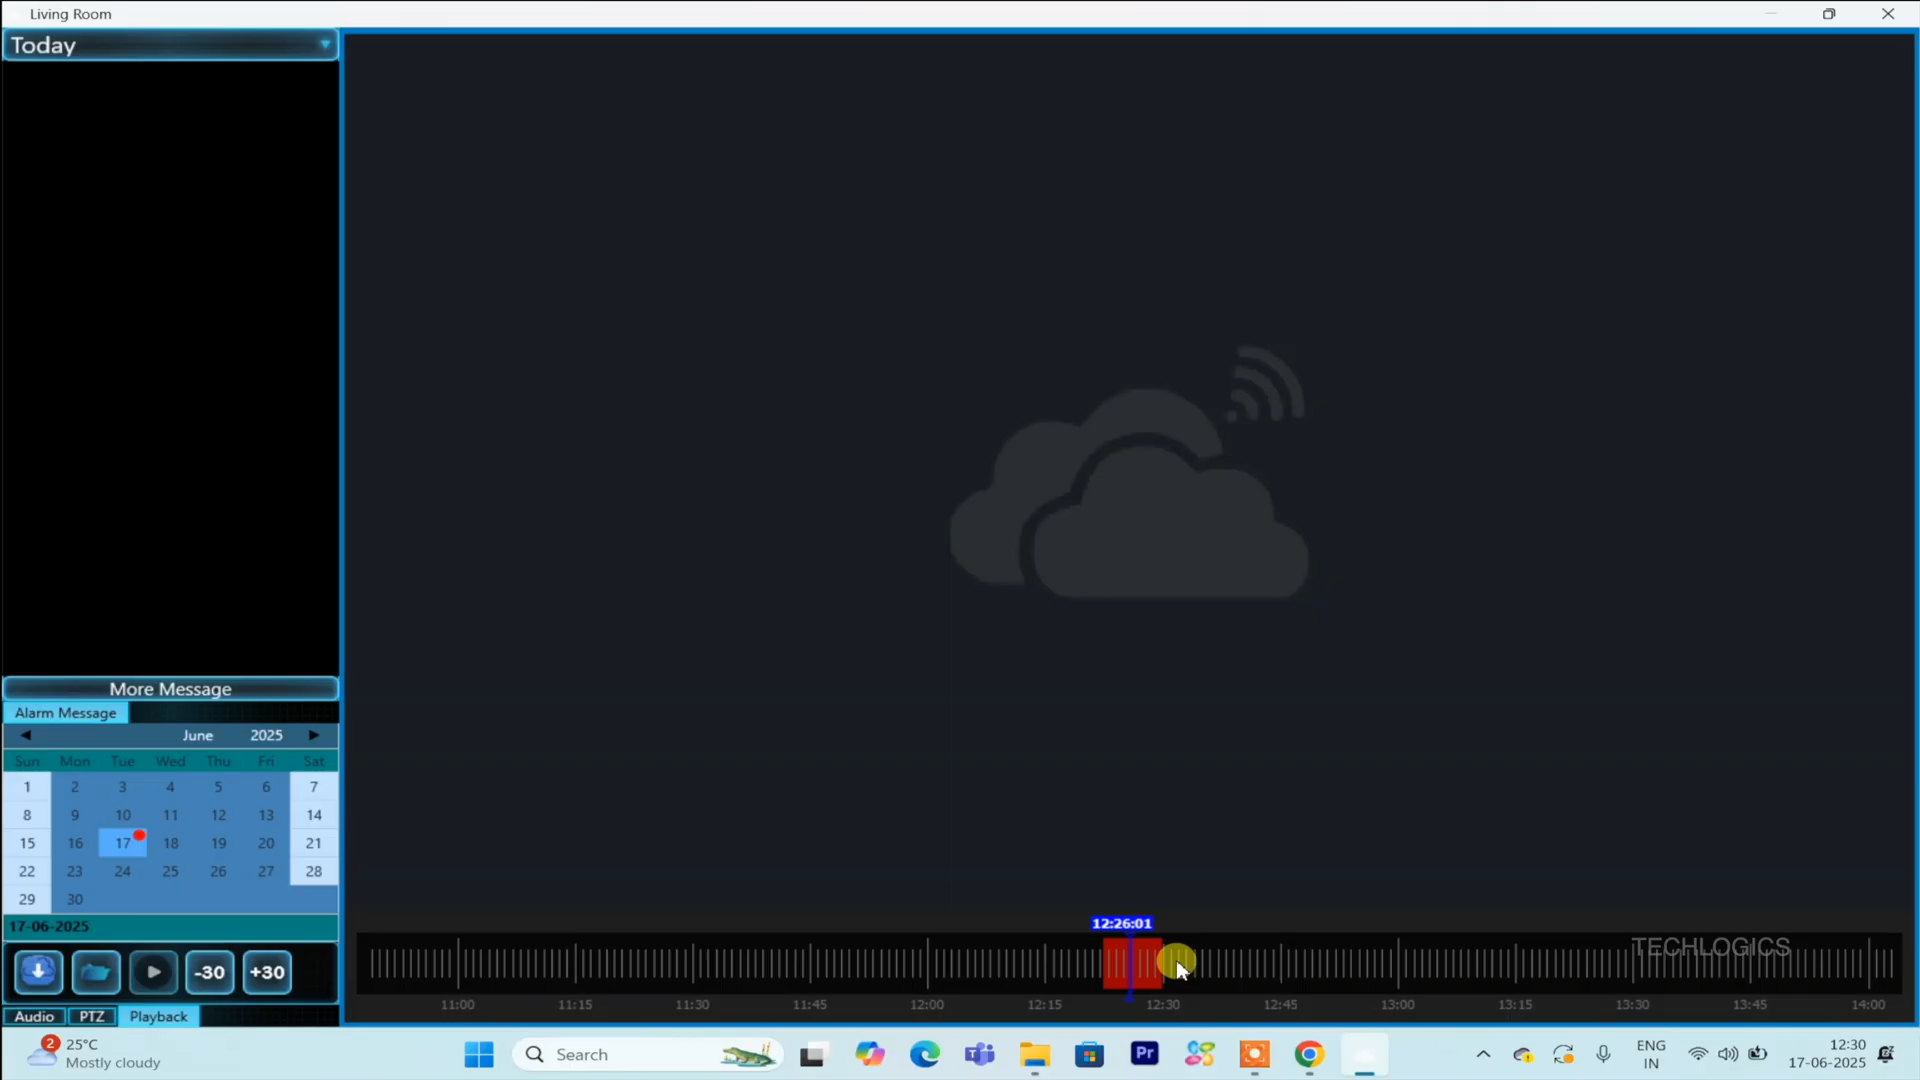 Living Room
Today
More Message
Alarm Message
June 2025
Sun Mon Tue Wed Thu Fri Sat
1 2 3 4 5 6 7
8 9 10 11 12 13 14
15 16 17 18 19 20 21
22 23 24 25 26 27 28
29 30
17-06-2025
-30 +30
Audio PTZ Playback
12:26:01
TECHLOGICS
11:00 11:15 11:30 11:45 12:00 12:15 12:30 12:45 13:00 13:15 13:30 13:45 14:00
2
25°C
Mostly cloudy
Search
Pr
ENG
IN
12:30
17-06-2025